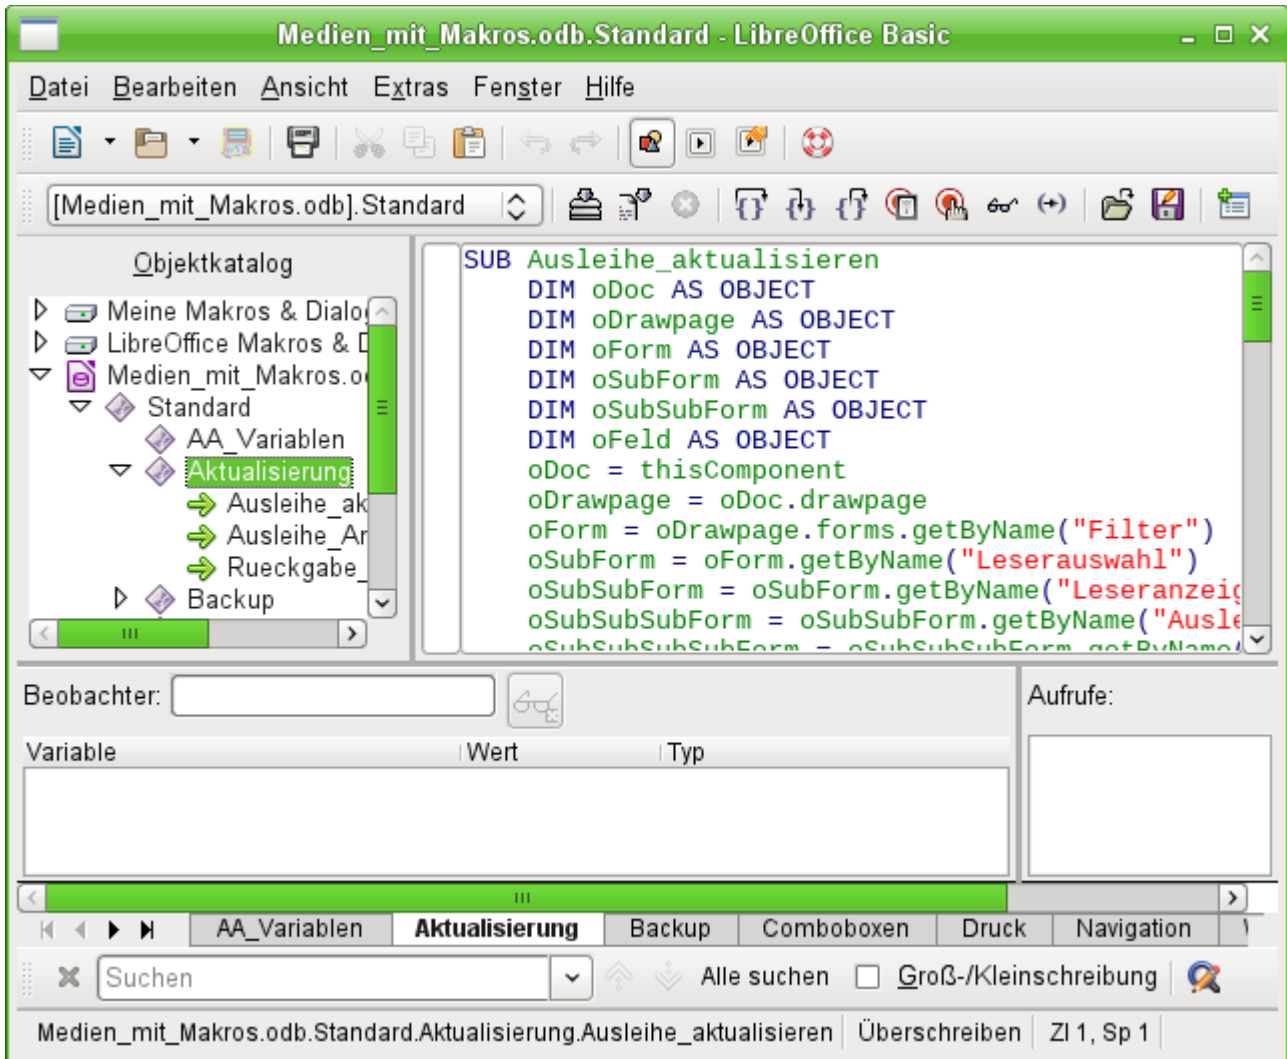 Medien_mit_Makros.odb.Standard - LibreOffice Basic
Datei Bearbeiten Ansicht Extras Fenster Hilfe
[Medien_mit_Makros.odb].Standard
Objektkatalog
Meine Makros & Dialo
LibreOffice Makros &
Medien_mit_Makros.o
Standard
AA_Variablen
Aktualisierung
Ausleihe_ak
Ausleihe_Ar
Rueckgabe_
Backup
SUB Ausleihe_aktualisieren
DIM oDoc AS OBJECT
DIM oDrawpage AS OBJECT
DIM oForm AS OBJECT
DIM oSubForm AS OBJECT
DIM oSubSubForm AS OBJECT
DIM oFeld AS OBJECT
oDoc = thisComponent
oDrawpage = oDoc.drawpage
oForm = oDrawpage.forms.getByName("Filter")
oSubForm = oForm.getByName("Leserauswahl")
oSubSubForm = oSubForm.getByName("Leseranzeig
oSubSubSubForm = oSubSubForm.getByName("Ausle
oSubSubSubSubForm = oSubSubSubForm.getByName(
Beobachter:
Aufrufe:
Variable Wert Typ
AA_Variablen Aktualisierung Backup Comboboxen Druck Navigation
Suchen Alle suchen Groß-/Kleinschreibung
Medien_mit_Makros.odb.Standard.Aktualisierung.Ausleihe_aktualisieren Überschreiben Zl 1, Sp 1